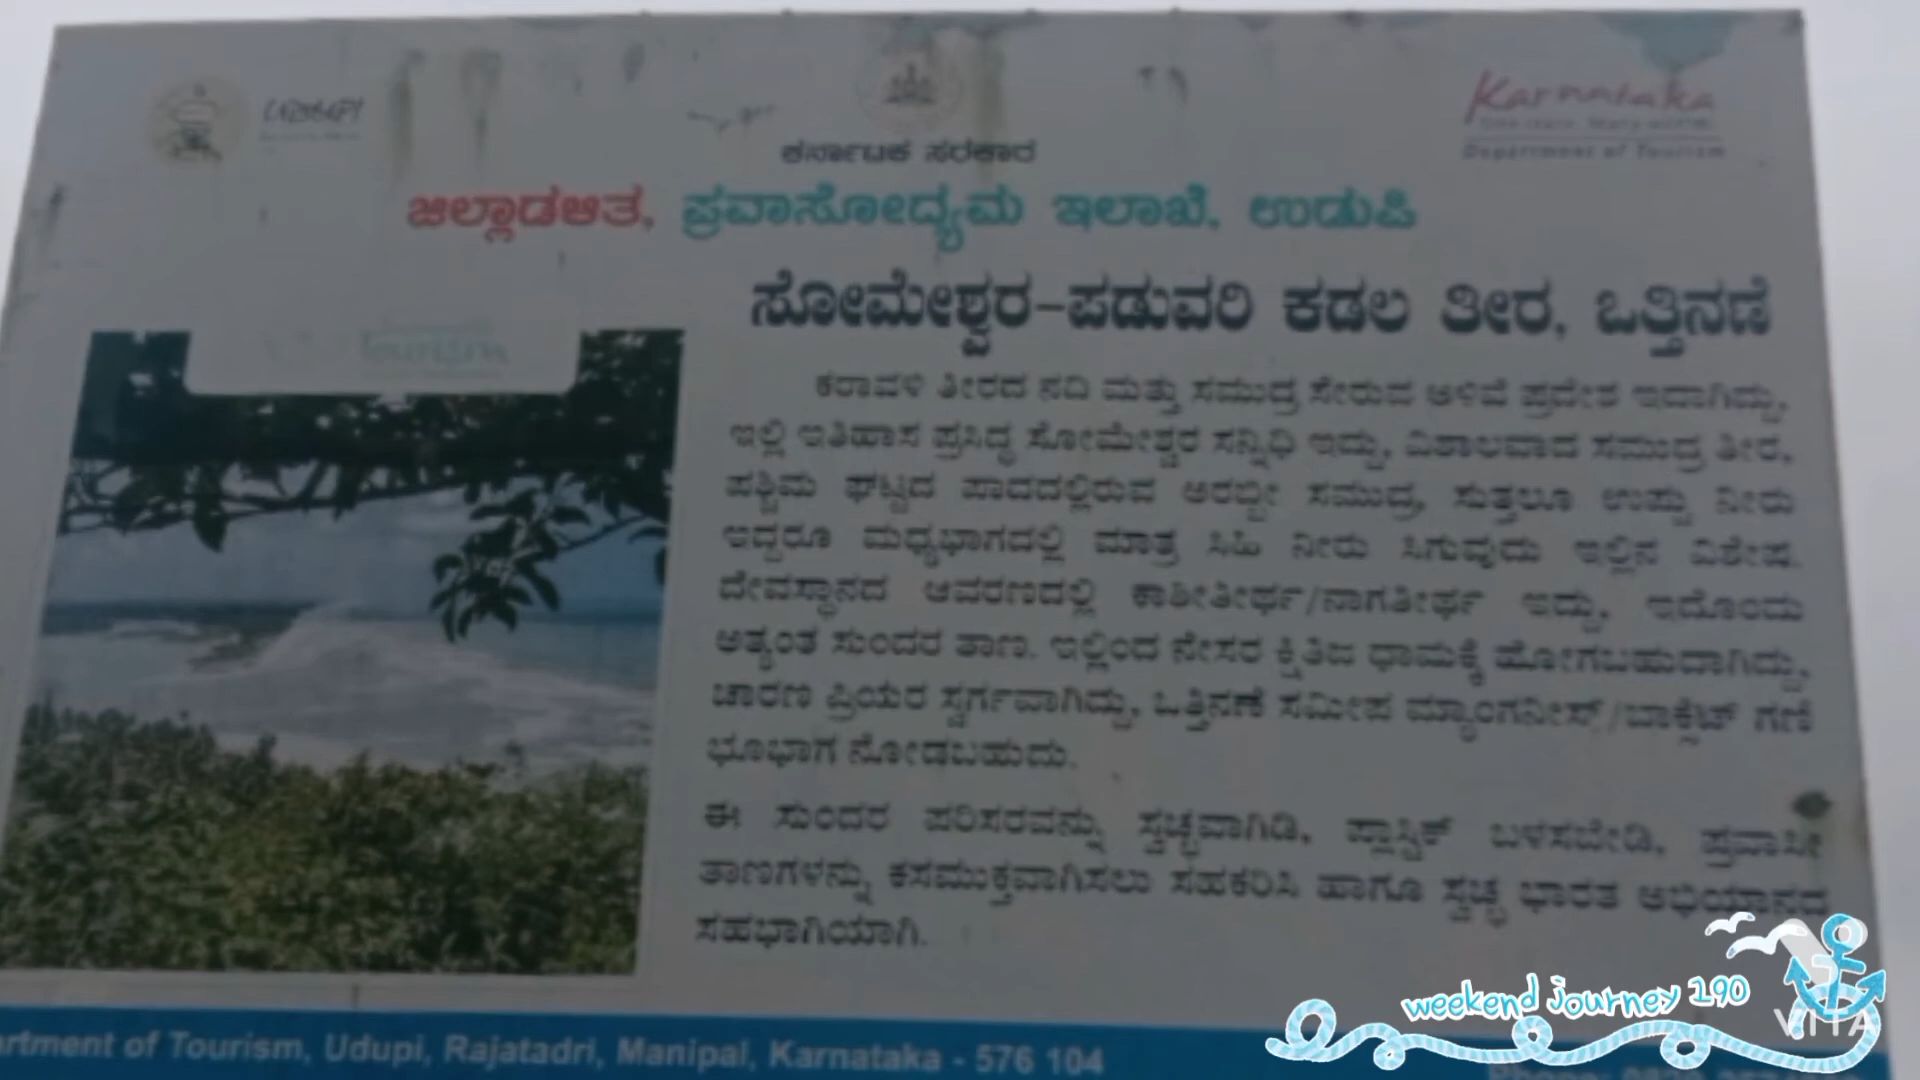 UDUPI
Karnataka
Department of Tourism
ಕರ್ನಾಟಕ ಸರಕಾರ
ಜಿಲ್ಲಾಡಳಿತ, ಪ್ರವಾಸೋದ್ಯಮ ಇಲಾಖೆ, ಉಡುಪಿ
ಸೋಮೇಶ್ವರ-ಪಡುವರಿ ಕಡಲ ತೀರ, ಒತ್ತಿನಣೆ
Tourism
ಕರಾವಳಿ ತೀರದ ನದಿ ಮತ್ತು ಸಮುದ್ರ ಸೇರುವ ಅಳಿವೆ ಪ್ರದೇಶ ಇದಾಗಿದ್ದು,
ಇಲ್ಲಿ ಇತಿಹಾಸ ಪ್ರಸಿದ್ಧ ಸೋಮೇಶ್ವರ ಸನ್ನಿಧಿ ಇದ್ದು, ವಿಶಾಲವಾದ ಸಮುದ್ರ ತೀರ,
ಪಶ್ಚಿಮ ಘಟ್ಟದ ಪಾದದಲ್ಲಿರುವ ಅರಬ್ಬೀ ಸಮುದ್ರ, ಸುತ್ತಲೂ ಉಪ್ಪು ನೀರು
ಇದ್ದರೂ ಮಧ್ಯಭಾಗದಲ್ಲಿ ಮಾತ್ರ ಸಿಹಿ ನೀರು ಸಿಗುವುದು ಇಲ್ಲಿನ ವಿಶೇಷ.
ದೇವಸ್ಥಾನದ ಆವರಣದಲ್ಲಿ ಕಾಶೀತೀರ್ಥ/ನಾಗತೀರ್ಥ ಇದ್ದು, ಇದೊಂದು
ಅತ್ಯಂತ ಸುಂದರ ತಾಣ. ಇಲ್ಲಿಂದ ನೇಸರ ಕ್ಷಿತಿಜ ಧಾಮಕ್ಕೆ ಹೋಗಬಹುದಾಗಿದ್ದು,
ಚಾರಣ ಪ್ರಿಯರ ಸ್ವರ್ಗವಾಗಿದ್ದು, ಒತ್ತಿನಣೆ ಸಮೀಪ ಮ್ಯಾಂಗನೀಸ್/ಬಾಕ್ಸೈಟ್ ಗಣಿ
ಭೂಭಾಗ ನೋಡಬಹುದು.
ಈ ಸುಂದರ ಪರಿಸರವನ್ನು ಸ್ವಚ್ಛವಾಗಿಡಿ, ಪ್ಲಾಸ್ಟಿಕ್ ಬಳಸಬೇಡಿ, ಪ್ರವಾಸೀ
ತಾಣಗಳನ್ನು ಕಸಮುಕ್ತವಾಗಿಸಲು ಸಹಕರಿಸಿ ಹಾಗೂ ಸ್ವಚ್ಛ ಭಾರತ ಅಭಿಯಾನದ
ಸಹಭಾಗಿಯಾಗಿ.
weekend journey 190
VITA
artment of Tourism, Udupi, Rajatadri, Manipal, Karnataka - 576 104